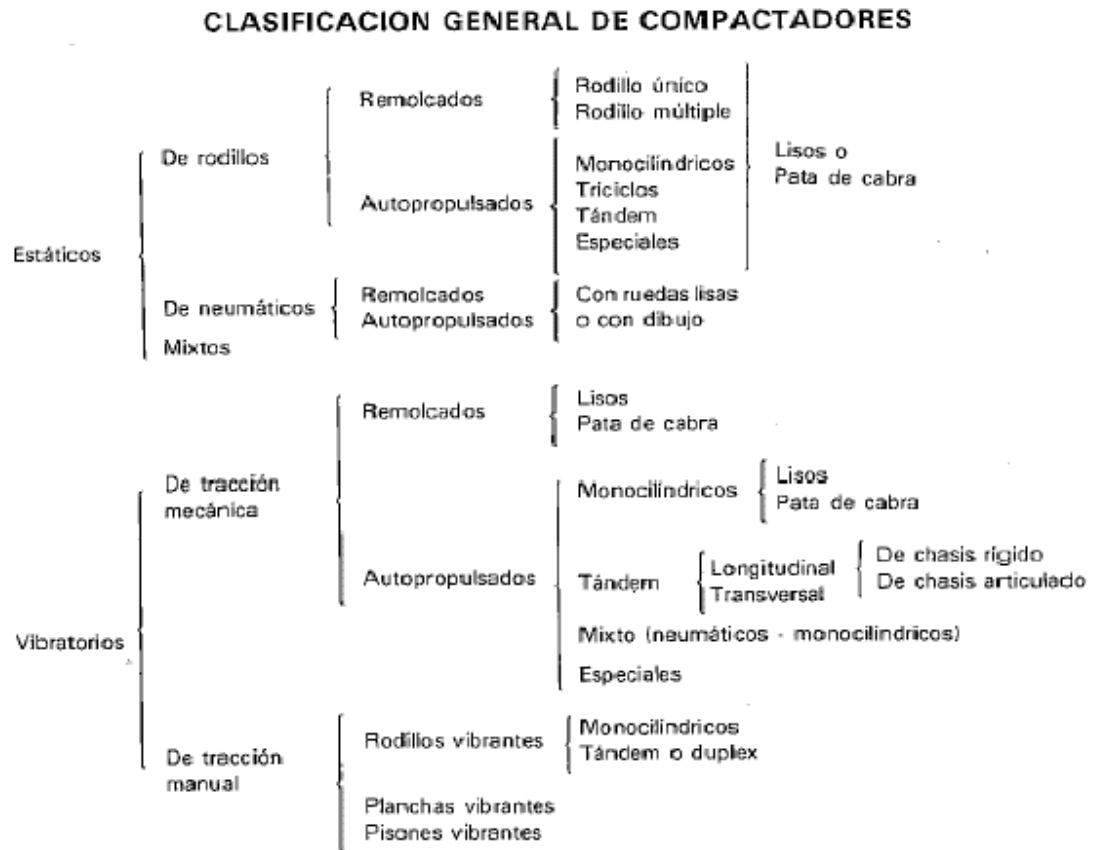 CLASIFICACION GENERAL DE COMPACTADORES
Estáticos
De rodillos
Remolcados
Rodillo único
Rodillo múltiple
Autopropulsados
Monocilíndricos
Triciclos
Tándem
Especiales
Lisos o
Pata de cabra
De neumáticos
Remolcados
Autopropulsados
Con ruedas lisas
o con dibujo
Mixtos
Vibratorios
De tracción
mecánica
Remolcados
Lisos
Pata de cabra
Autopropulsados
Monocilíndricos
Lisos
Pata de cabra
Tándem
Longitudinal
Transversal
De chasis rígido
De chasis articulado
Mixto (neumáticos - monocilindricos)
Especiales
De tracción
manual
Rodillos vibrantes
Monocilíndricos
Tándem o duplex
Planchas vibrantes
Pisones vibrantes